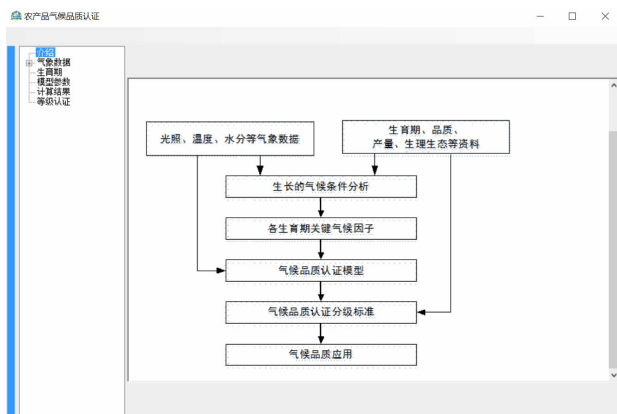 农产品气候品质认证
介绍
气象数据
生育期
模型参数
计算结果
等级认证
光照、温度、水分等气象数据
生育期、品质、
产量、生理生态等资料
生长的气候条件分析
各生育期关键气候因子
气候品质认证模型
气候品质认证分级标准
气候品质应用